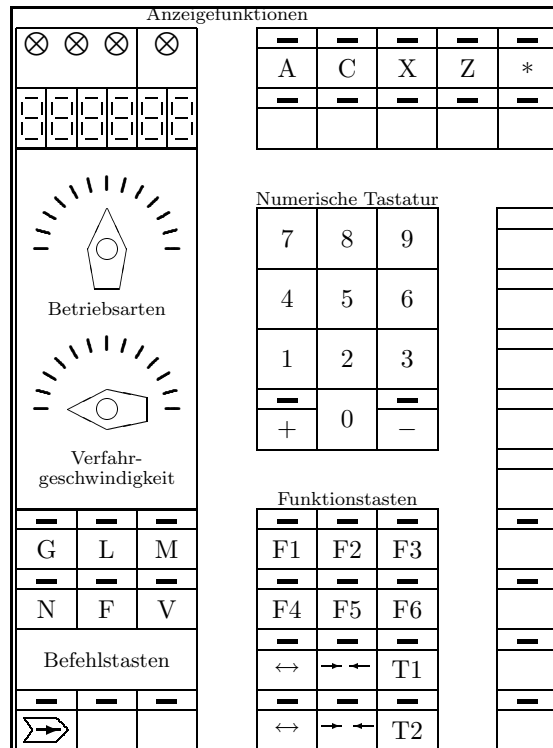 Anzeigefunktionen
A C X Z *
Numerische Tastatur
7 8 9
4 5 6
1 2 3
+ 0 −
Betriebsarten
Verfahr-
geschwindigkeit
Funktionstasten
G L M
F1 F2 F3
N F V
F4 F5 F6
Befehlstasten
↔ T1
↔ T2